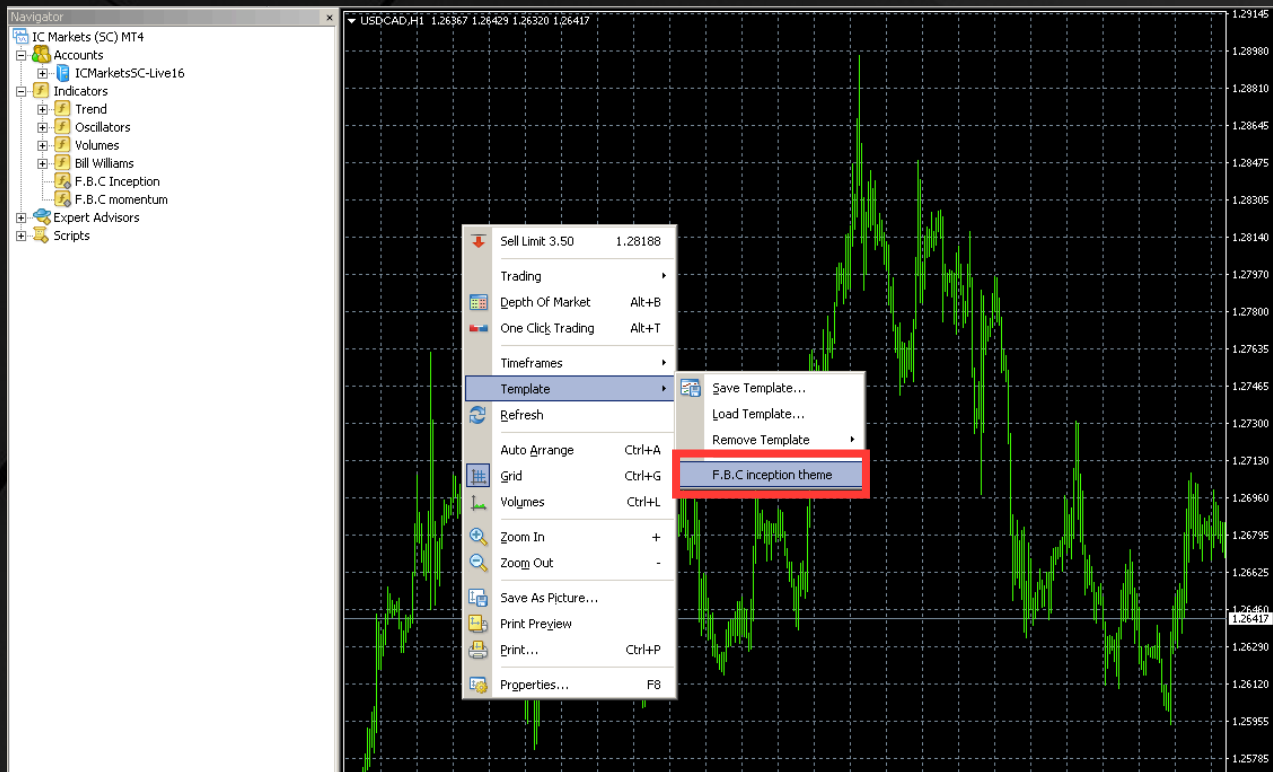 Navigator
IC Markets (SC) MT4
Accounts
ICMarketsSC-Live16
Indicators
Trend
Oscillators
Volumes
Bill Williams
F.B.C Inception
F.B.C momentum
Expert Advisors
Scripts
USDCAD,H1 1.26367 1.26429 1.26320 1.26417
Sell Limit 3.50 1.28188
Trading
Depth Of Market Alt+B
One Click Trading Alt+T
Timeframes
Template
Refresh
Auto Arrange Ctrl+A
Grid Ctrl+G
Volumes Ctrl+L
Zoom In +
Zoom Out -
Save As Picture...
Print Preview
Print... Ctrl+P
Properties... F8
Save Template...
Load Template...
Remove Template
F.B.C inception theme
1.29145
1.28980
1.28810
1.28645
1.28475
1.28305
1.28140
1.27970
1.27800
1.27635
1.27465
1.27300
1.27130
1.26960
1.26795
1.26625
1.26460
1.26417
1.26290
1.26120
1.25955
1.25785